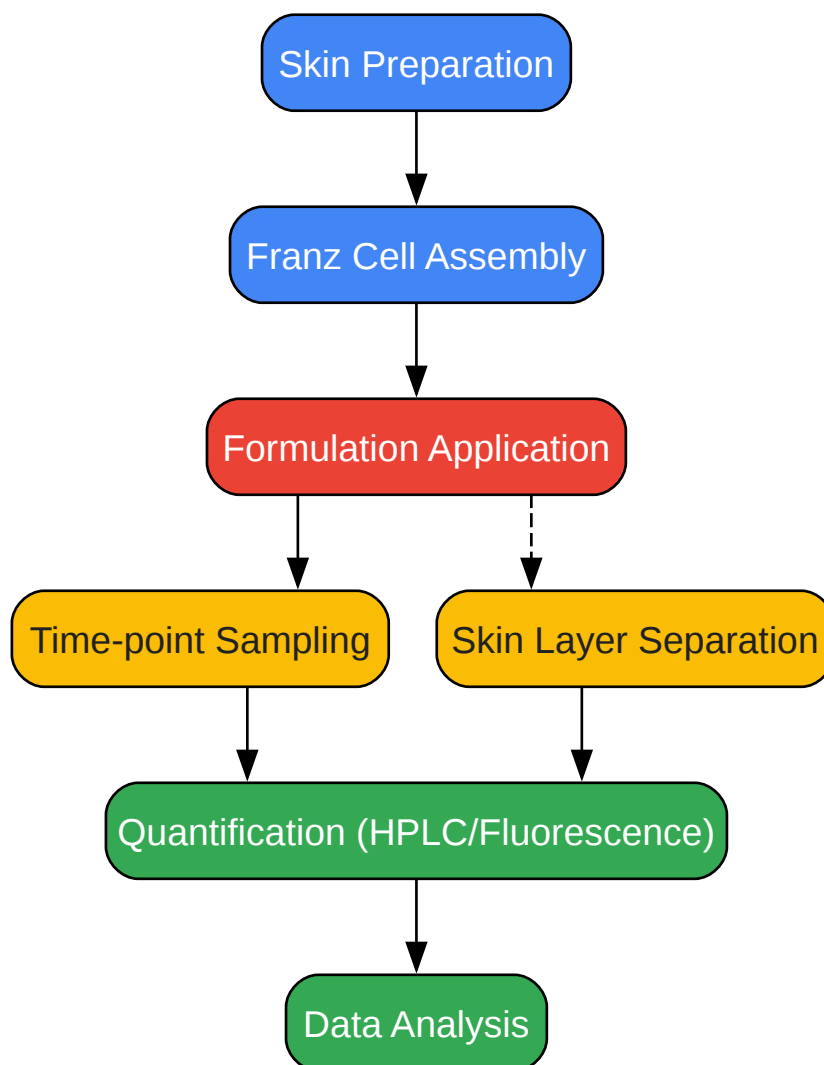 Skin Preparation
Franz Cell Assembly
Formulation Application
Time-point Sampling
Skin Layer Separation
Quantification (HPLC/Fluorescence)
Data Analysis